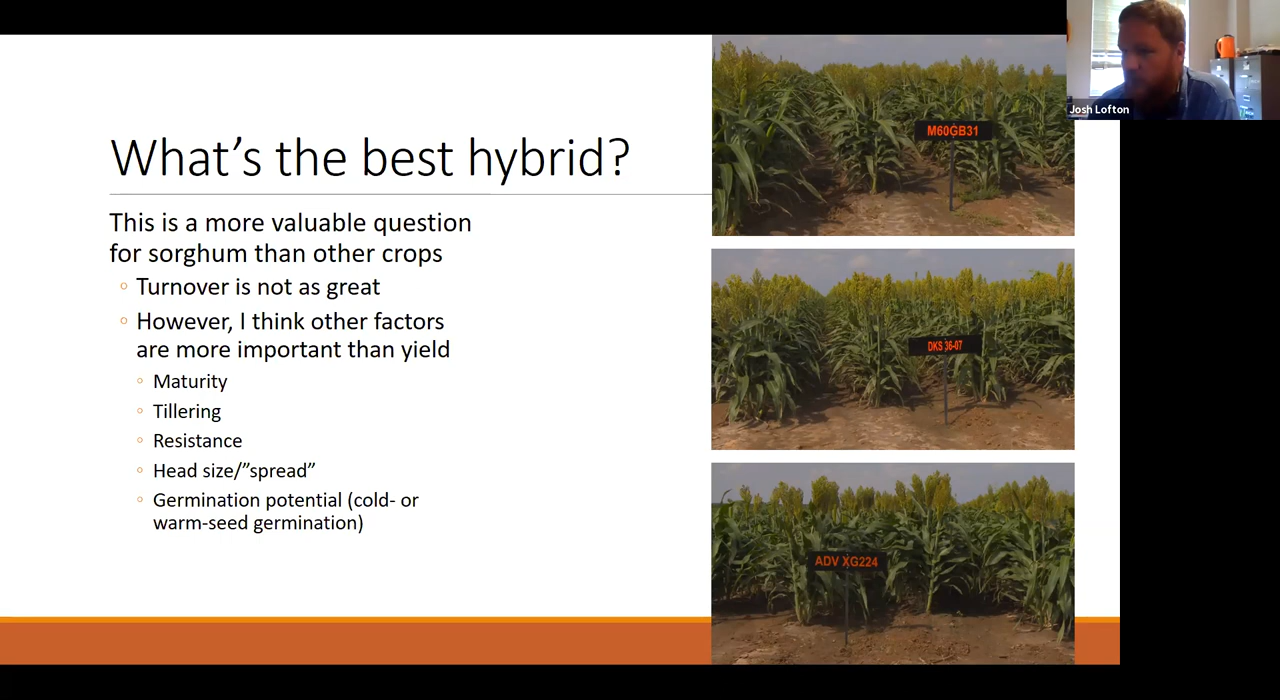 What's the best hybrid?
This is a more valuable question
for sorghum than other crops
Turnover is not as great
However, I think other factors
are more important than yield
Maturity
Tillering
Resistance
Head size/”spread”
Germination potential (cold- or
warm-seed germination)
M60GB31
DKS 36-07
ADV XG224
Josh Lofton